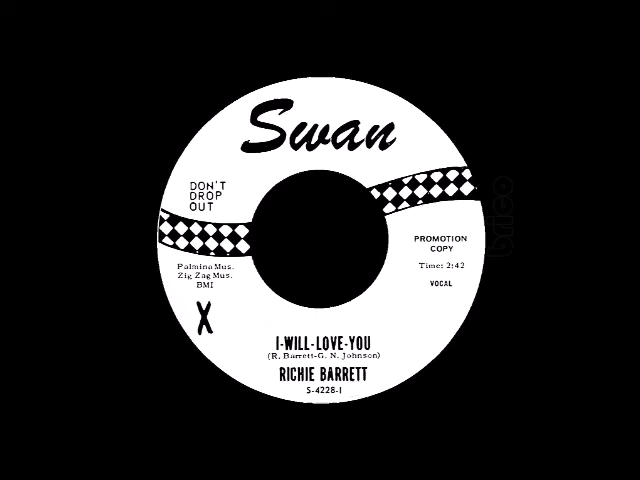 Swan
DON'T
DROP
OUT
PROMOTION
COPY
Palmina Mus.
Zig Zag Mus.
BMI
Time: 2:42
VOCAL
X
I-WILL-LOVE-YOU
(R. Barrett-G. N. Johnson)
RICHIE BARRETT
S-4228-I
brico